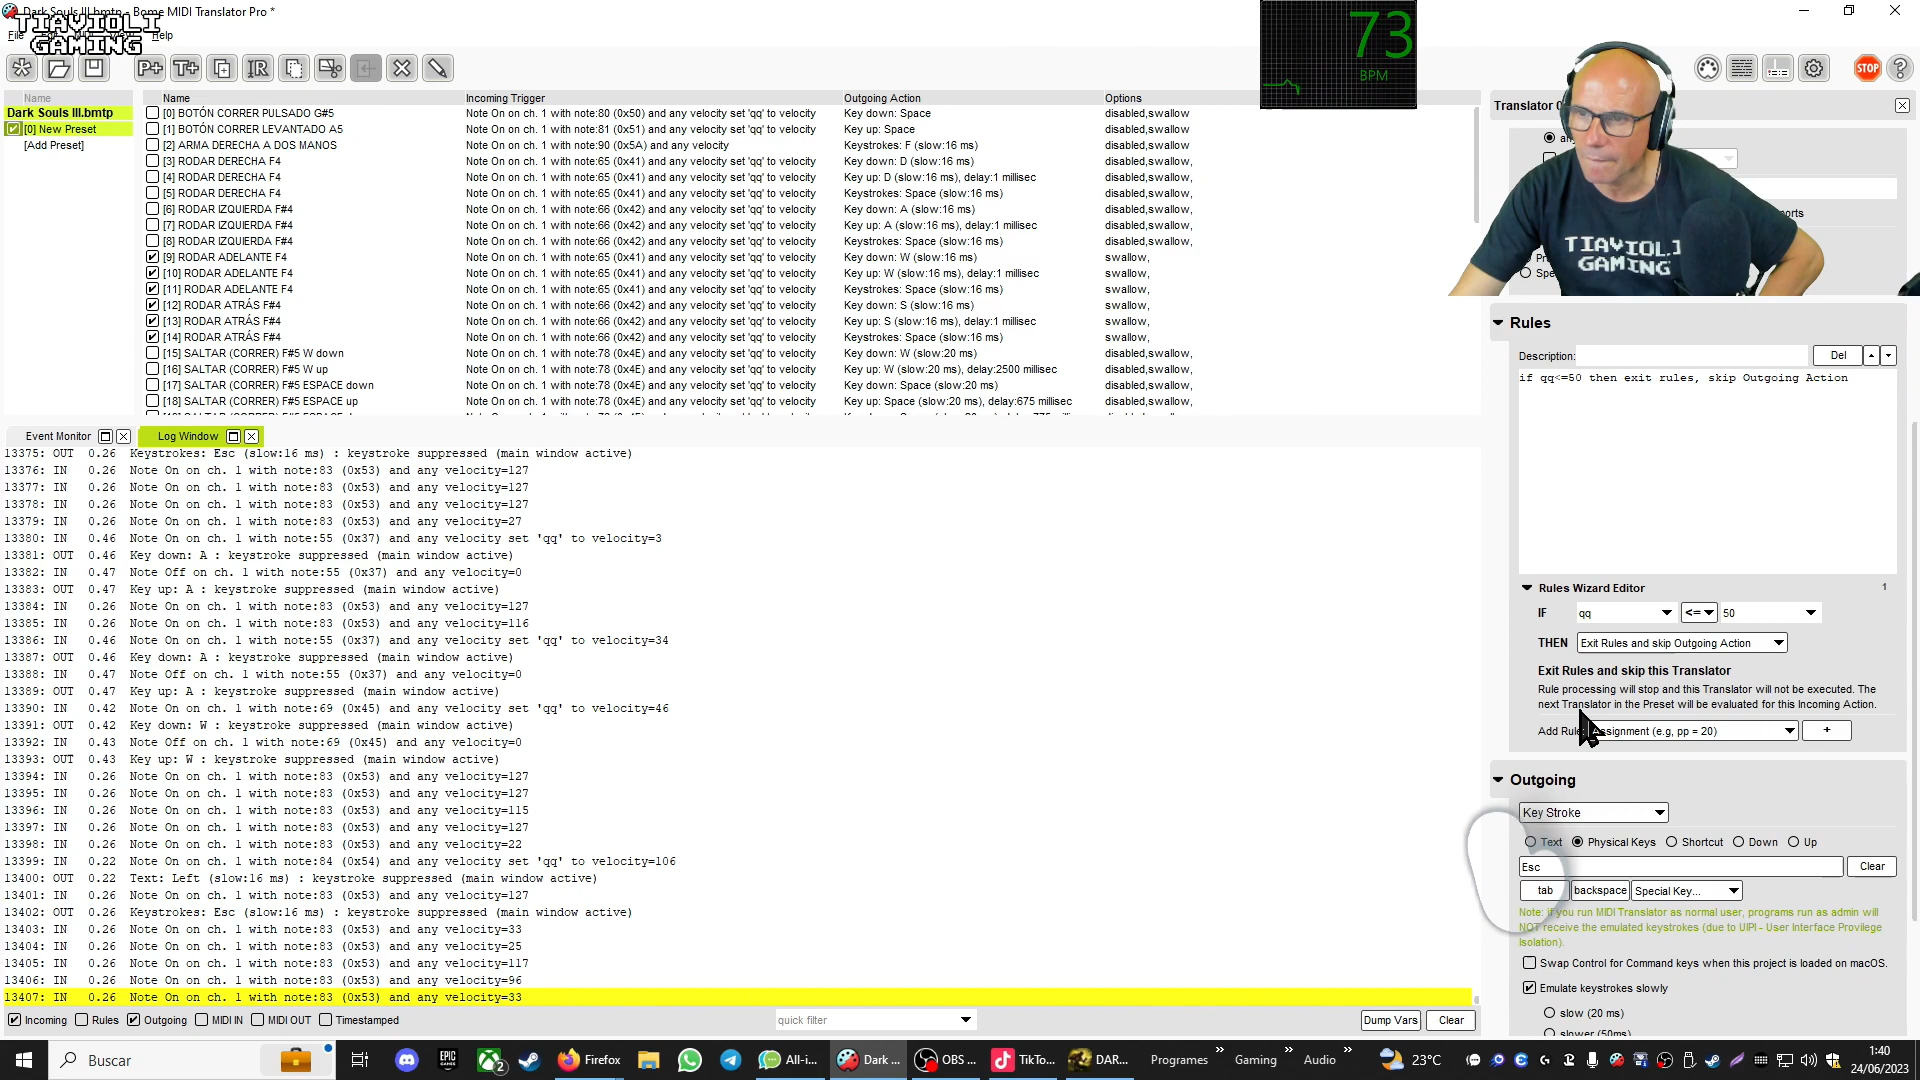 Dark Souls III.bmtp - Bome MIDI Translator Pro *
TIAVIOLI
GAMING
File
Help
73
BPM
Name
Dark Souls III.bmtp
[0] New Preset
[Add Preset]
Name Incoming Trigger Outgoing Action Options
[0] BOTÓN CORRER PULSADO G#5 Note On on ch. 1 with note:80 (0x50) and any velocity set 'qq' to velocity Key down: Space disabled,swallow
[1] BOTÓN CORRER LEVANTADO A5 Note On on ch. 1 with note:81 (0x51) and any velocity set 'qq' to velocity Key up: Space disabled,swallow
[2] ARMA DERECHA A DOS MANOS Note On on ch. 1 with note:90 (0x5A) and any velocity Keystrokes: F (slow:16 ms) disabled,swallow
[3] RODAR DERECHA F4 Note On on ch. 1 with note:65 (0x41) and any velocity set 'qq' to velocity Key down: D (slow:16 ms) disabled,swallow,
[4] RODAR DERECHA F4 Note On on ch. 1 with note:65 (0x41) and any velocity set 'qq' to velocity Key up: D (slow:16 ms), delay:1 millisec disabled,swallow,
[5] RODAR DERECHA F4 Note On on ch. 1 with note:65 (0x41) and any velocity set 'qq' to velocity Keystrokes: Space (slow:16 ms) disabled,swallow,
[6] RODAR IZQUIERDA F#4 Note On on ch. 1 with note:66 (0x42) and any velocity set 'qq' to velocity Key down: A (slow:16 ms) disabled,swallow,
[7] RODAR IZQUIERDA F#4 Note On on ch. 1 with note:66 (0x42) and any velocity set 'qq' to velocity Key up: A (slow:16 ms), delay:1 millisec disabled,swallow,
[8] RODAR IZQUIERDA F#4 Note On on ch. 1 with note:66 (0x42) and any velocity set 'qq' to velocity Keystrokes: Space (slow:16 ms) disabled,swallow,
[9] RODAR ADELANTE F4 Note On on ch. 1 with note:65 (0x41) and any velocity set 'qq' to velocity Key down: W (slow:16 ms) swallow,
[10] RODAR ADELANTE F4 Note On on ch. 1 with note:65 (0x41) and any velocity set 'qq' to velocity Key up: W (slow:16 ms), delay:1 millisec swallow,
[11] RODAR ADELANTE F4 Note On on ch. 1 with note:65 (0x41) and any velocity set 'qq' to velocity Keystrokes: Space (slow:16 ms) swallow,
[12] RODAR ATRÁS F#4 Note On on ch. 1 with note:66 (0x42) and any velocity set 'qq' to velocity Key down: S (slow:16 ms) swallow,
[13] RODAR ATRÁS F#4 Note On on ch. 1 with note:66 (0x42) and any velocity set 'qq' to velocity Key up: S (slow:16 ms), delay:1 millisec swallow,
[14] RODAR ATRÁS F#4 Note On on ch. 1 with note:66 (0x42) and any velocity set 'qq' to velocity Keystrokes: Space (slow:16 ms) swallow,
[15] SALTAR (CORRER) F#5 W down Note On on ch. 1 with note:78 (0x4E) and any velocity set 'qq' to velocity Key down: W (slow:20 ms) disabled,swallow,
[16] SALTAR (CORRER) F#5 W up Note On on ch. 1 with note:78 (0x4E) and any velocity set 'qq' to velocity Key up: W (slow:20 ms), delay:2500 millisec disabled,swallow,
[17] SALTAR (CORRER) F#5 ESPACE down Note On on ch. 1 with note:78 (0x4E) and any velocity set 'qq' to velocity Key down: Space (slow:20 ms) disabled,swallow,
[18] SALTAR (CORRER) F#5 ESPACE up Note On on ch. 1 with note:78 (0x4E) and any velocity set 'qq' to velocity Key up: Space (slow:20 ms), delay:675 millisec disabled,swallow,
Event Monitor Log Window
13375: OUT 0.26 Keystrokes: Esc (slow:16 ms) : keystroke suppressed (main window active)
13376: IN 0.26 Note On on ch. 1 with note:83 (0x53) and any velocity=127
13377: IN 0.26 Note On on ch. 1 with note:83 (0x53) and any velocity=127
13378: IN 0.26 Note On on ch. 1 with note:83 (0x53) and any velocity=127
13379: IN 0.26 Note On on ch. 1 with note:83 (0x53) and any velocity=27
13380: IN 0.46 Note On on ch. 1 with note:55 (0x37) and any velocity set 'qq' to velocity=3
13381: OUT 0.46 Key down: A : keystroke suppressed (main window active)
13382: IN 0.47 Note Off on ch. 1 with note:55 (0x37) and any velocity=0
13383: OUT 0.47 Key up: A : keystroke suppressed (main window active)
13384: IN 0.26 Note On on ch. 1 with note:83 (0x53) and any velocity=127
13385: IN 0.26 Note On on ch. 1 with note:83 (0x53) and any velocity=116
13386: IN 0.46 Note On on ch. 1 with note:55 (0x37) and any velocity set 'qq' to velocity=34
13387: OUT 0.46 Key down: A : keystroke suppressed (main window active)
13388: IN 0.47 Note Off on ch. 1 with note:55 (0x37) and any velocity=0
13389: OUT 0.47 Key up: A : keystroke suppressed (main window active)
13390: IN 0.42 Note On on ch. 1 with note:69 (0x45) and any velocity set 'qq' to velocity=46
13391: OUT 0.42 Key down: W : keystroke suppressed (main window active)
13392: IN 0.43 Note Off on ch. 1 with note:69 (0x45) and any velocity=0
13393: OUT 0.43 Key up: W : keystroke suppressed (main window active)
13394: IN 0.26 Note On on ch. 1 with note:83 (0x53) and any velocity=127
13395: IN 0.26 Note On on ch. 1 with note:83 (0x53) and any velocity=127
13396: IN 0.26 Note On on ch. 1 with note:83 (0x53) and any velocity=115
13397: IN 0.26 Note On on ch. 1 with note:83 (0x53) and any velocity=127
13398: IN 0.26 Note On on ch. 1 with note:83 (0x53) and any velocity=22
13399: IN 0.22 Note On on ch. 1 with note:84 (0x54) and any velocity set 'qq' to velocity=106
13400: OUT 0.22 Text: Left (slow:16 ms) : keystroke suppressed (main window active)
13401: IN 0.26 Note On on ch. 1 with note:83 (0x53) and any velocity=127
13402: OUT 0.26 Keystrokes: Esc (slow:16 ms) : keystroke suppressed (main window active)
13403: IN 0.26 Note On on ch. 1 with note:83 (0x53) and any velocity=33
13404: IN 0.26 Note On on ch. 1 with note:83 (0x53) and any velocity=25
13405: IN 0.26 Note On on ch. 1 with note:83 (0x53) and any velocity=117
13406: IN 0.26 Note On on ch. 1 with note:83 (0x53) and any velocity=96
13407: IN 0.26 Note On on ch. 1 with note:83 (0x53) and any velocity=33
Incoming Rules Outgoing MIDI IN MIDI OUT Timestamped quick filter Dump Vars Clear
STOP
Translator
TIAVIOLI
GAMING
Rules
Description: Del
if qq<=50 then exit rules, skip Outgoing Action
Rules Wizard Editor 1
IF qq <= 50
THEN Exit Rules and skip Outgoing Action
Exit Rules and skip this Translator
Rule processing will stop and this Translator will not be executed. The
next Translator in the Preset will be evaluated for this Incoming Action.
Add Rule Assignment (e.g, pp = 20) +
Outgoing
Key Stroke
Text Physical Keys Shortcut Down Up
Esc Clear
tab backspace Special Key...
Note: if you run MIDI Translator as normal user, programs run as admin will
NOT receive the emulated keystrokes (due to UIPI - User Interface Privilege
Isolation).
Swap Control for Command keys when this project is loaded on macOS.
Emulate keystrokes slowly
slow (20 ms)
slower (50ms)
Buscar Firefox All-i... Dark ... OBS ... TikTo... DAR... Programes Gaming Audio 23°C 1:40
24/06/2023